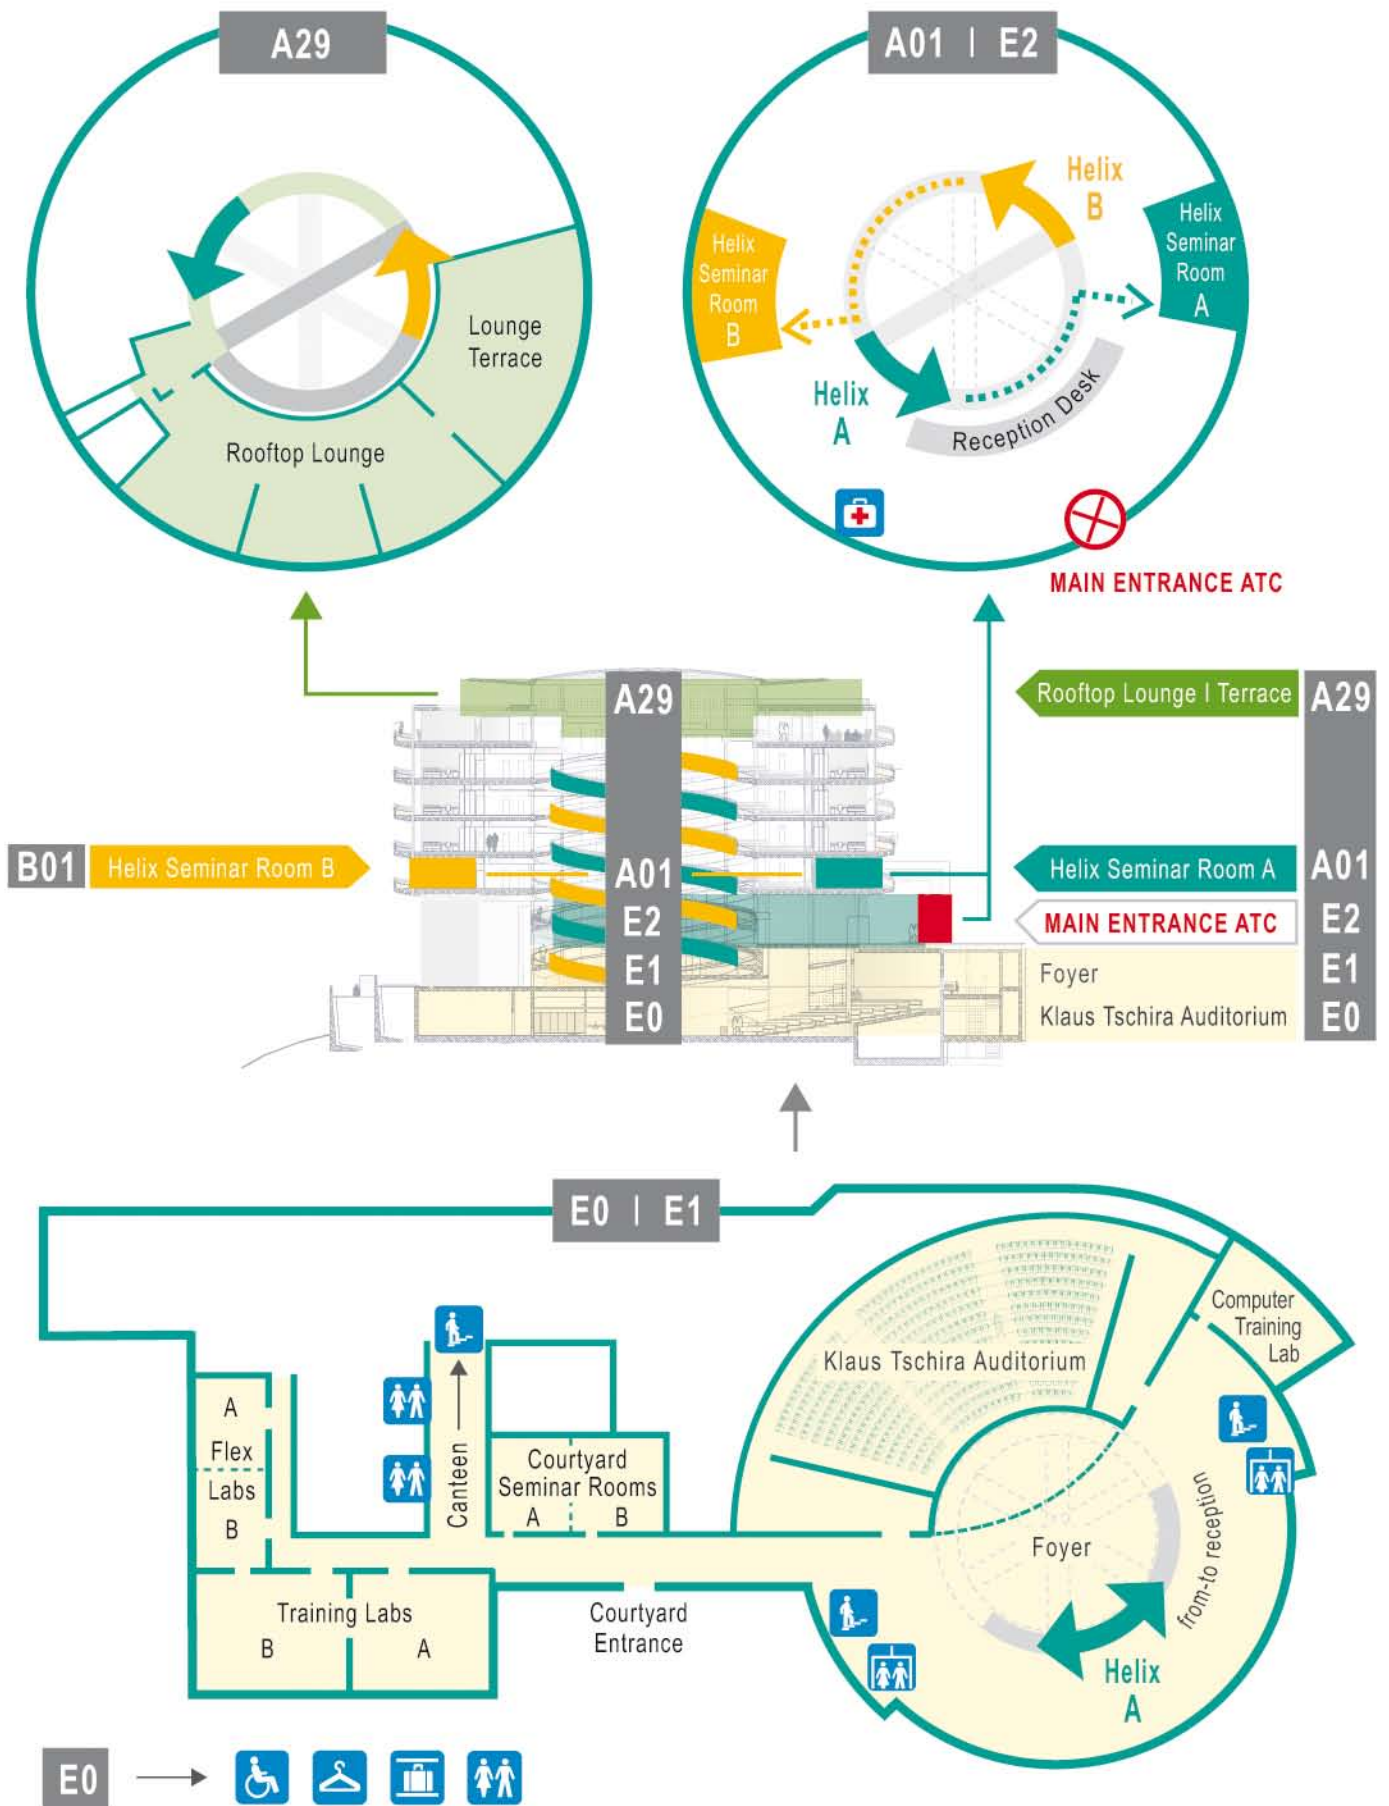 A29
A01 | E2
Helix
B
Helix
Seminar
Room
A
Helix
Seminar
Room
B
Lounge
Terrace
Helix
A
Reception Desk
Rooftop Lounge
MAIN ENTRANCE ATC
A29
Rooftop Lounge | Terrace
A29
B01
Helix Seminar Room B
A01
Helix Seminar Room A
A01
E2
MAIN ENTRANCE ATC
E2
E1
Foyer
E1
E0
Klaus Tschira Auditorium
E0
E0 | E1
Computer
Training
Lab
Klaus Tschira Auditorium
A
Flex
Labs
B
Canteen
Courtyard
Seminar Rooms
A
B
from-to reception
Foyer
Training Labs
B
A
Courtyard
Entrance
Helix
A
E0